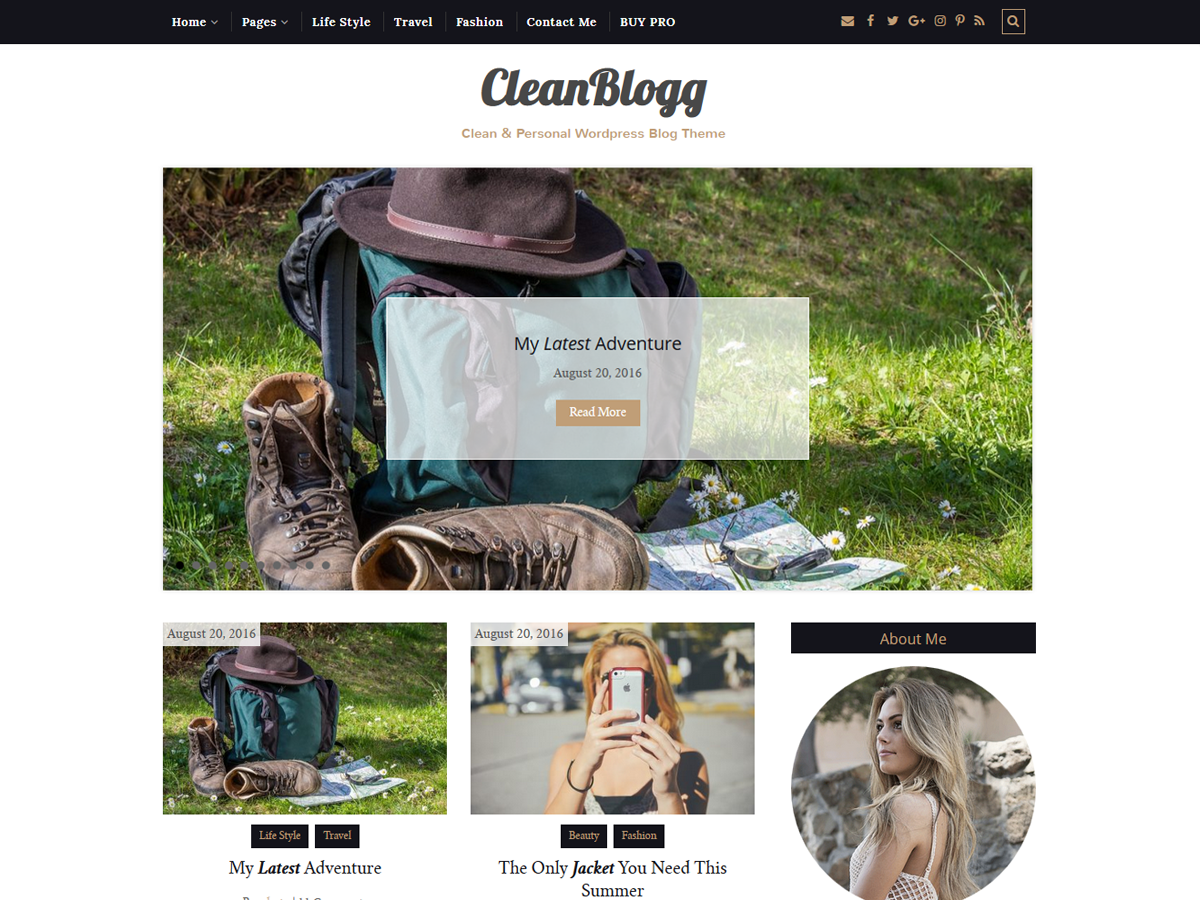 Home Pages Life Style Travel Fashion Contact Me BUY PRO
CleanBlogg
Clean & Personal Wordpress Blog Theme
My Latest Adventure
August 20, 2016
Read More
August 20, 2016
Life Style Travel
My Latest Adventure
August 20, 2016
Beauty Fashion
The Only Jacket You Need This
Summer
About Me